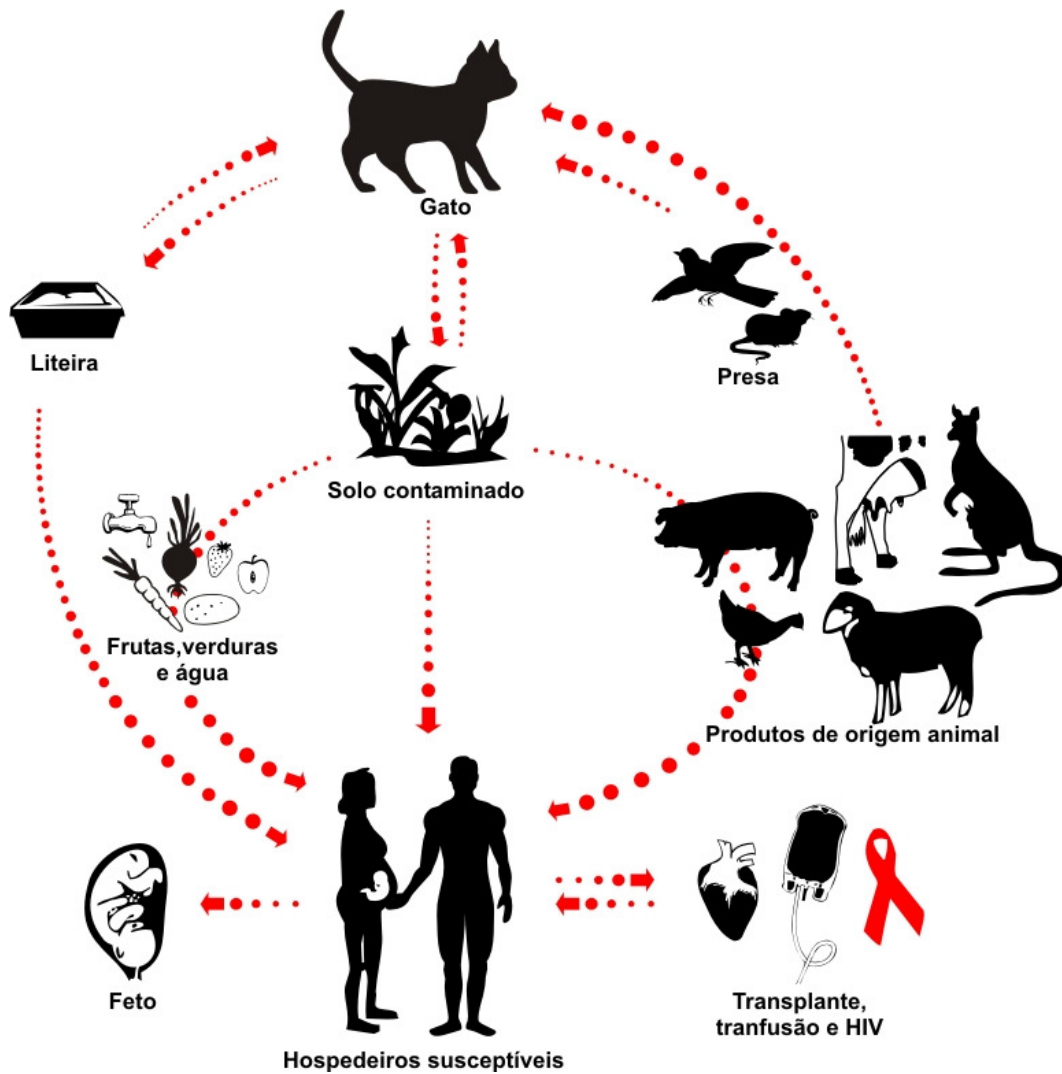 Gato
Liteira
Presa
Solo contaminado
Frutas,verduras
e água
Produtos de origem animal
Feto
Transplante,
tranfusão e HIV
Hospedeiros susceptíveis